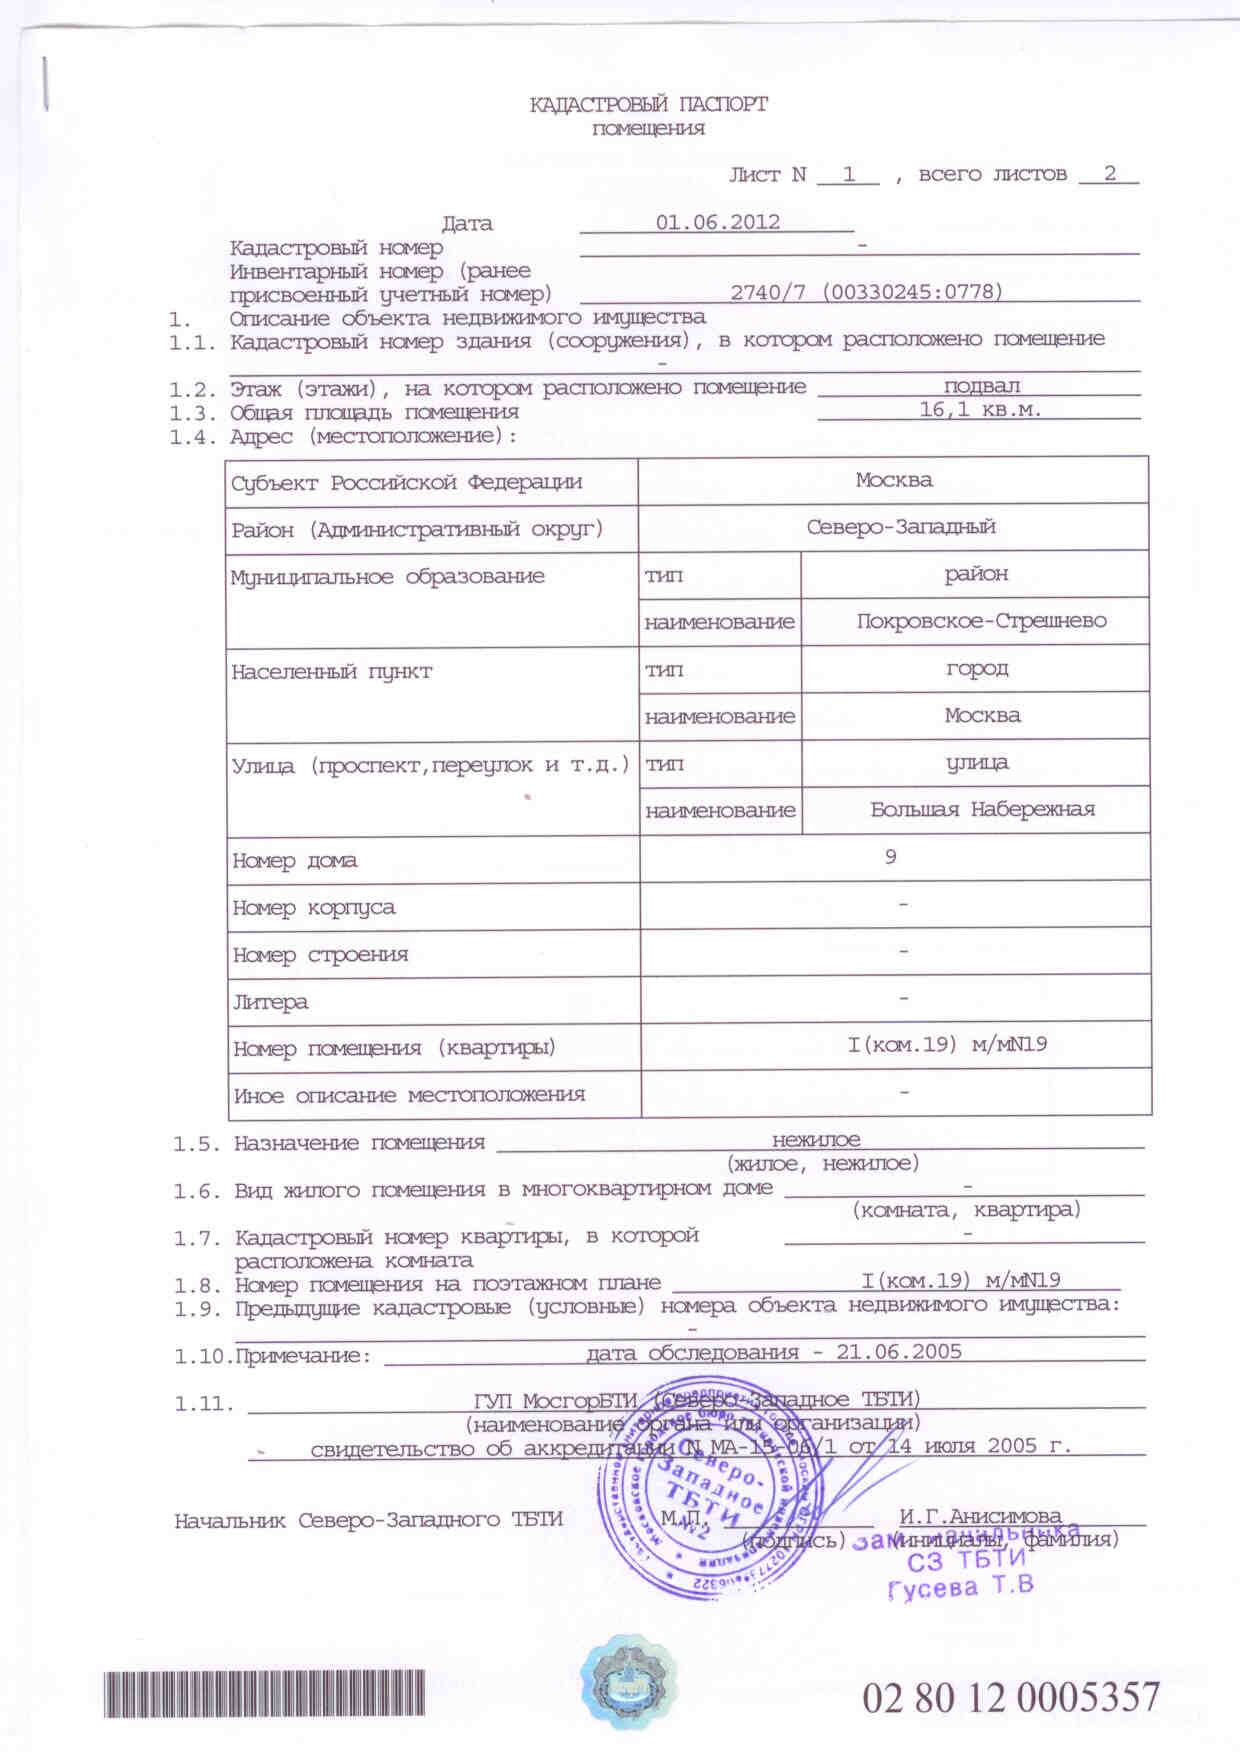 КАДАСТРОВЫЙ ПАСПОРТ
помещения
Лист N 1 , всего листов 2
Дата 01.06.2012
Кадастровый номер -
Инвентарный номер (ранее
присвоенный учетный номер) 2740/7 (00330245:0778)
1. Описание объекта недвижимого имущества
1.1. Кадастровый номер здания (сооружения), в котором расположено помещение
-
1.2. Этаж (этажи), на котором расположено помещение подвал
1.3. Общая площадь помещения 16,1 кв.м.
1.4. Адрес (местоположение):
Субъект Российской Федерации Москва
Район (Административный округ) Северо-Западный
Муниципальное образование тип район
наименование Покровское-Стрешнево
Населенный пункт тип город
наименование Москва
Улица (проспект,переулок и т.д.) тип улица
наименование Большая Набережная
Номер дома 9
Номер корпуса -
Номер строения -
Литера -
Номер помещения (квартиры) I(ком.19) м/мN19
Иное описание местоположения -
1.5. Назначение помещения нежилое
(жилое, нежилое)
1.6. Вид жилого помещения в многоквартирном доме -
(комната, квартира)
1.7. Кадастровый номер квартиры, в которой -
расположена комната
1.8. Номер помещения на поэтажном плане I(ком.19) м/мN19
1.9. Предыдущие кадастровые (условные) номера объекта недвижимого имущества:
-
1.10.Примечание: дата обследования - 21.06.2005
1.11. ГУП МосгорБТИ (Северо-Западное ТБТИ)
(наименование органа или организации)
свидетельство об аккредитации N МА-15-06/1 от 14 июля 2005 г.
Северо-
Западное
ТБТИ
№2
Начальник Северо-Западного ТБТИ М.П. И.Г.Анисимова
(подпись) (инициалы, фамилия)
Зам. начальника
СЗ ТБТИ
Гусева Т.В
02 80 12 0005357